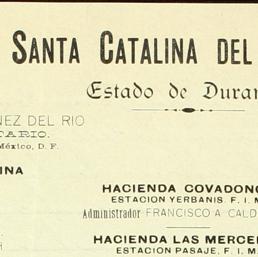 SANTA CATALINA DEL
Estado de Duran
NEZ DEL RIO
TARIO.
México, D. F.
INA
HACIENDA COVADONG
ESTACION YERBANIS. F. I. M
Administrador FRANCISCO A. CALD
HACIENDA LAS MERCE
ESTACION PASAJE, F. I. M